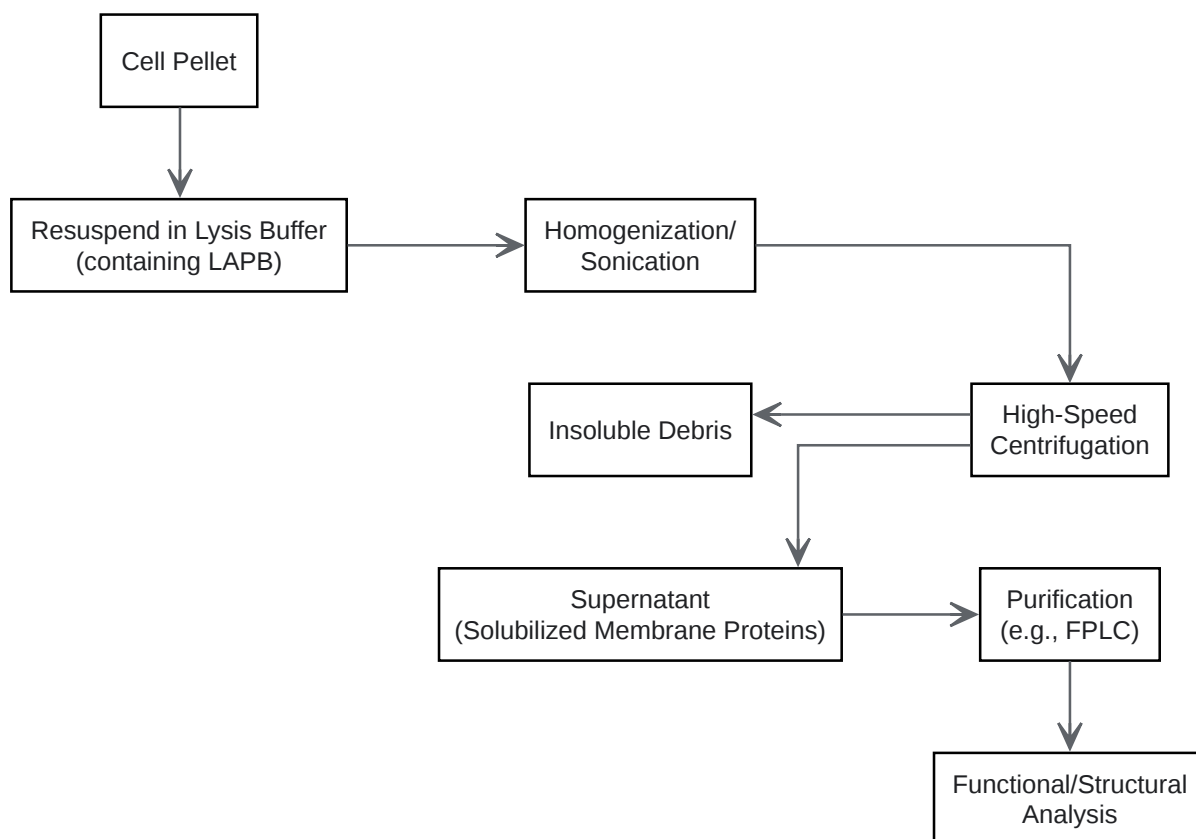 Cell Pellet
Resuspend in Lysis Buffer
(containing LAPB)
Homogenization/
Sonication
Insoluble Debris
High-Speed
Centrifugation
Supernatant
(Solubilized Membrane Proteins)
Purification
(e.g., FPLC)
Functional/Structural
Analysis